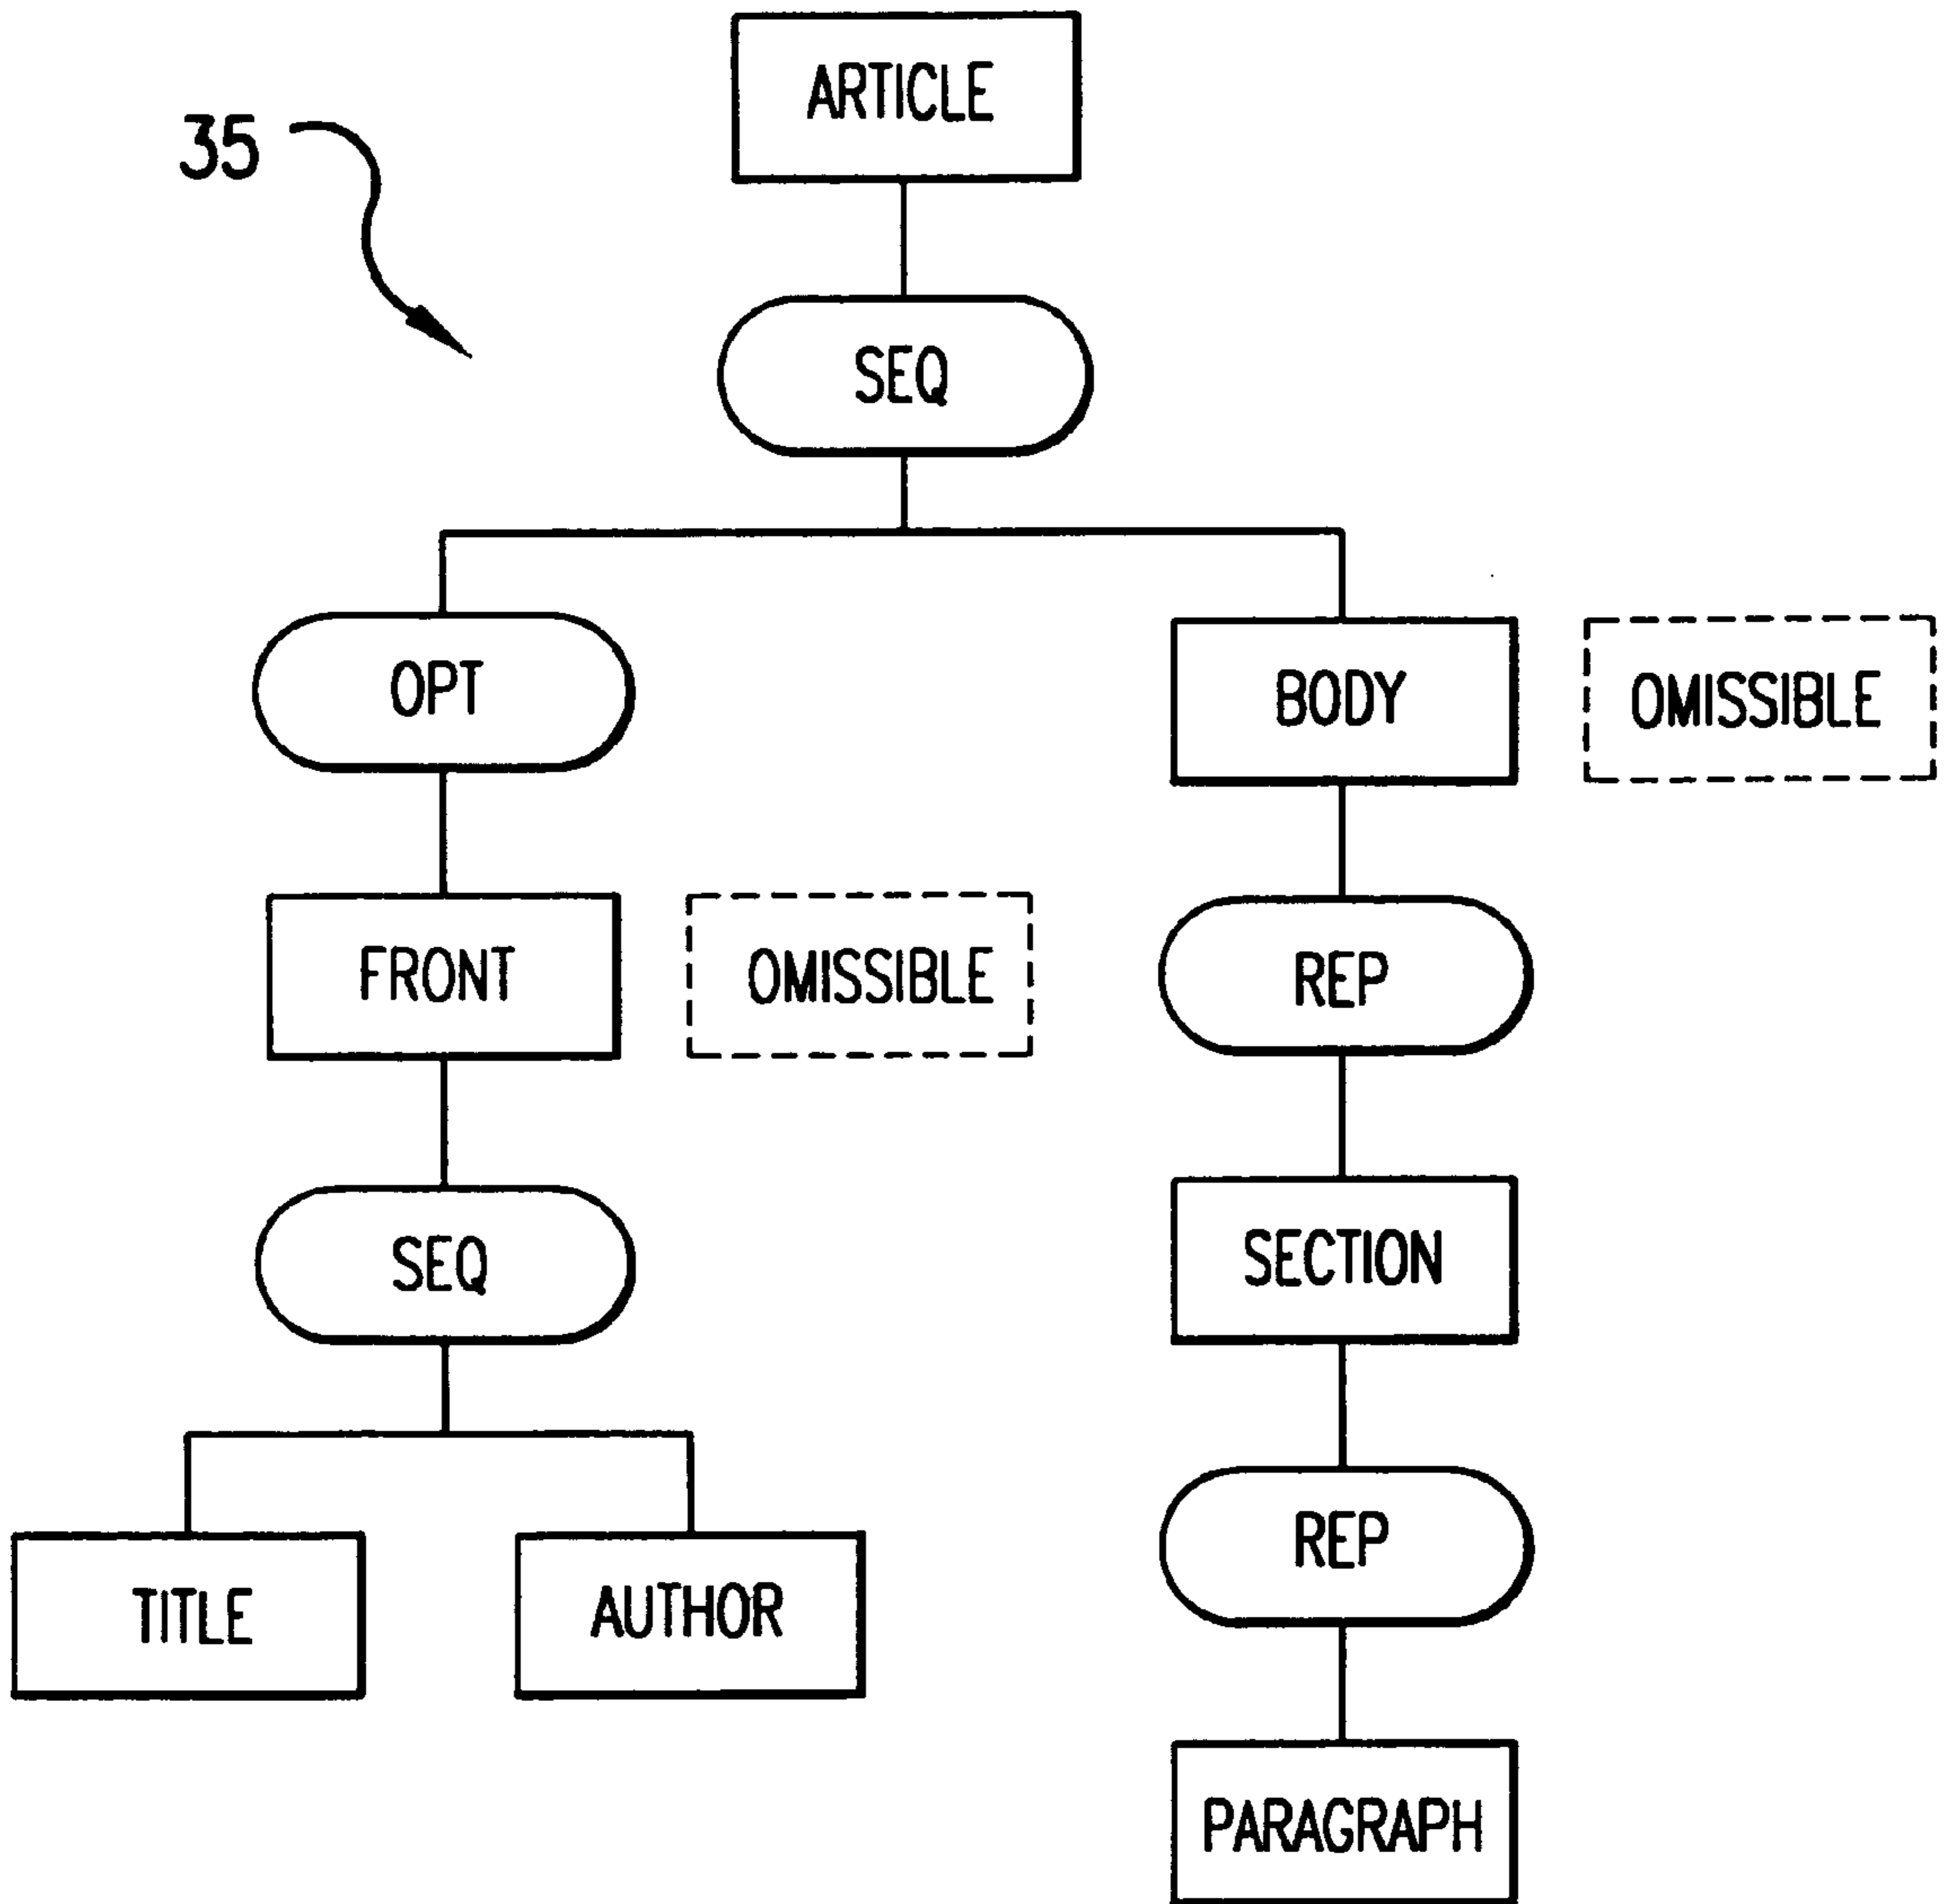 ARTICLE
35
SEQ
OPT
BODY
OMISSIBLE
FRONT
OMISSIBLE
REP
SEQ
SECTION
REP
TITLE
AUTHOR
PARAGRAPH